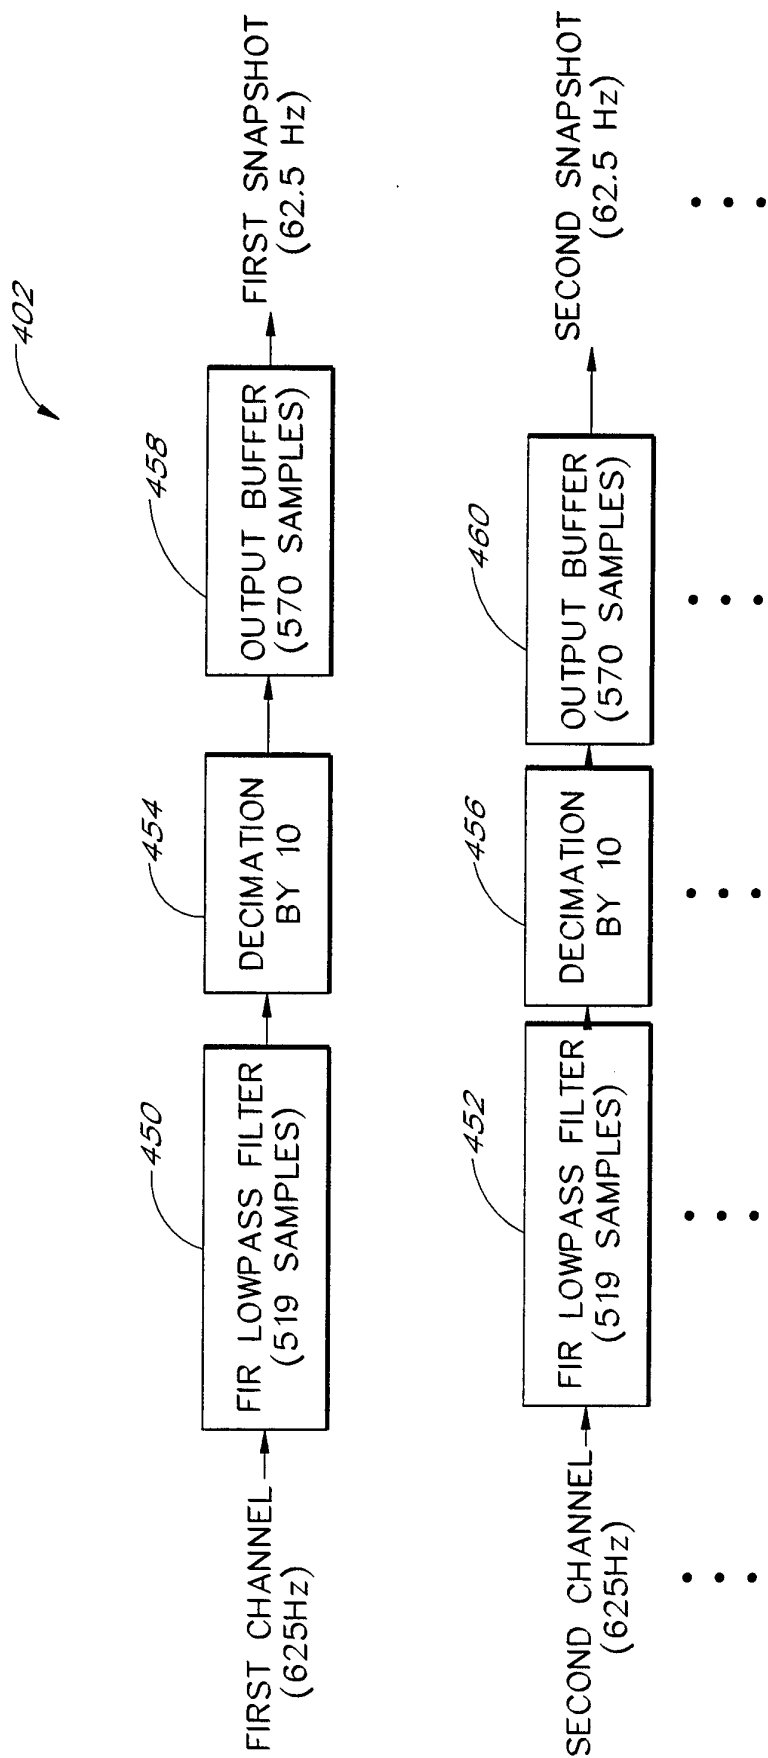 402
FIRST CHANNEL
(625Hz)
450
FIR LOWPASS FILTER
(519 SAMPLES)
454
DECIMATION
BY 10
458
OUTPUT BUFFER
(570 SAMPLES)
FIRST SNAPSHOT
(62.5 Hz)
SECOND CHANNEL
(625Hz)
452
FIR LOWPASS FILTER
(519 SAMPLES)
456
DECIMATION
BY 10
460
OUTPUT BUFFER
(570 SAMPLES)
SECOND SNAPSHOT
(62.5 Hz)